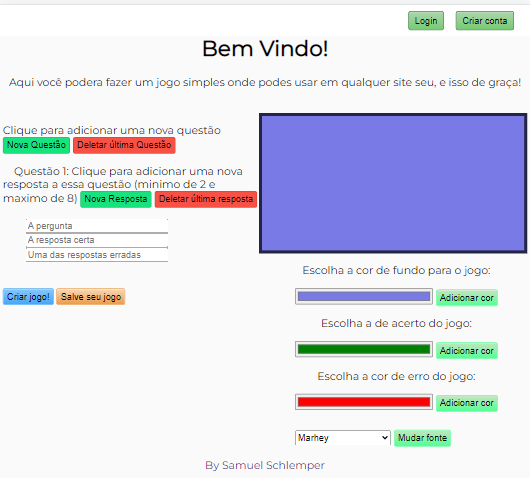 Login Criar conta
Bem Vindo!
Aqui você podera fazer um jogo simples onde podes usar em qualquer site seu, e isso de graça!
Clique para adicionar uma nova questão
Nova Questão Deletar última Questão
Questão 1: Clique para adicionar uma nova
resposta a essa questão (minimo de 2 e
maximo de 8) Nova Resposta Deletar última resposta
A pergunta
A resposta certa
Uma das respostas erradas
Criar jogo! Salve seu jogo
Escolha a cor de fundo para o jogo:
Adicionar cor
Escolha a de acerto do jogo:
Adicionar cor
Escolha a cor de erro do jogo:
Adicionar cor
Marhey Mudar fonte
By Samuel Schlemper